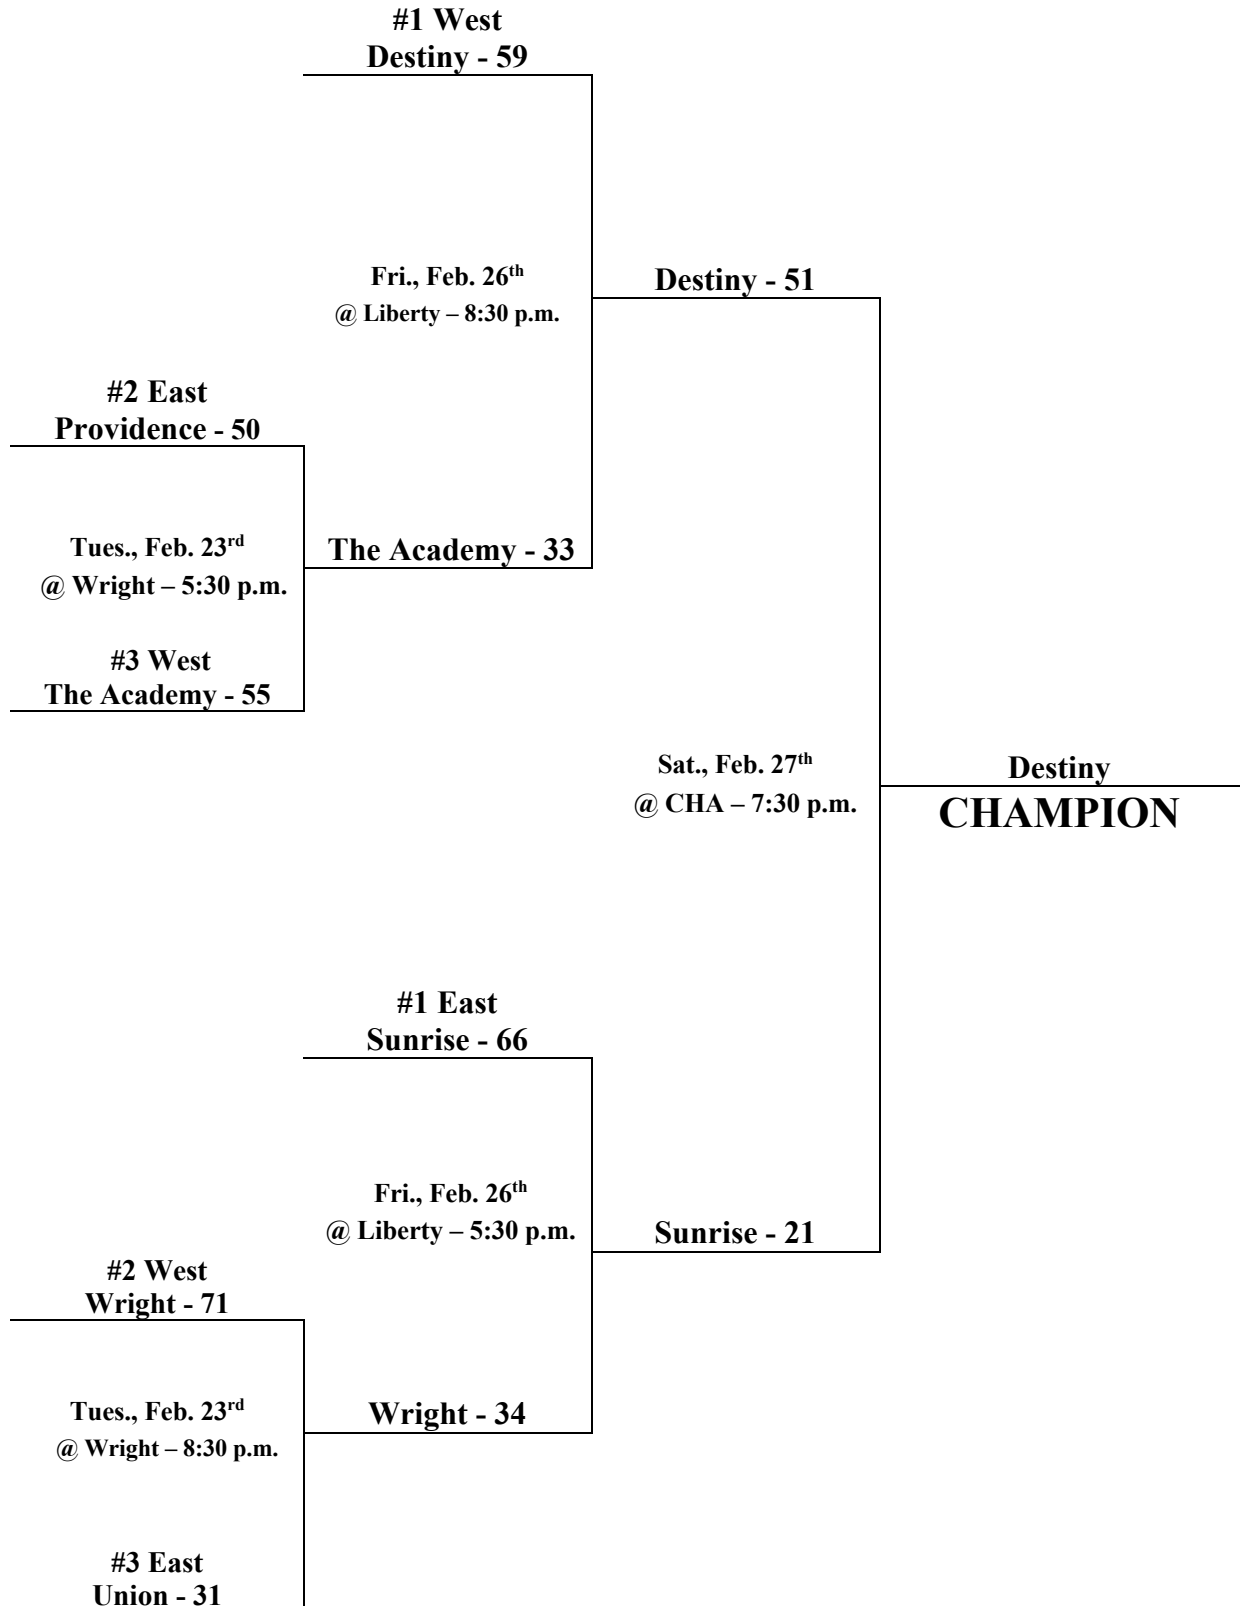 #1 West
Destiny - 59
Fri., Feb. 26th
@ Liberty – 8:30 p.m.
Destiny - 51
#2 East
Providence - 50
Tues., Feb. 23rd
@ Wright – 5:30 p.m.
The Academy - 33
#3 West
The Academy - 55
Sat., Feb. 27th
@ CHA – 7:30 p.m.
Destiny
CHAMPION
#1 East
Sunrise - 66
Fri., Feb. 26th
@ Liberty – 5:30 p.m.
Sunrise - 21
#2 West
Wright - 71
Tues., Feb. 23rd
@ Wright – 8:30 p.m.
Wright - 34
#3 East
Union - 31